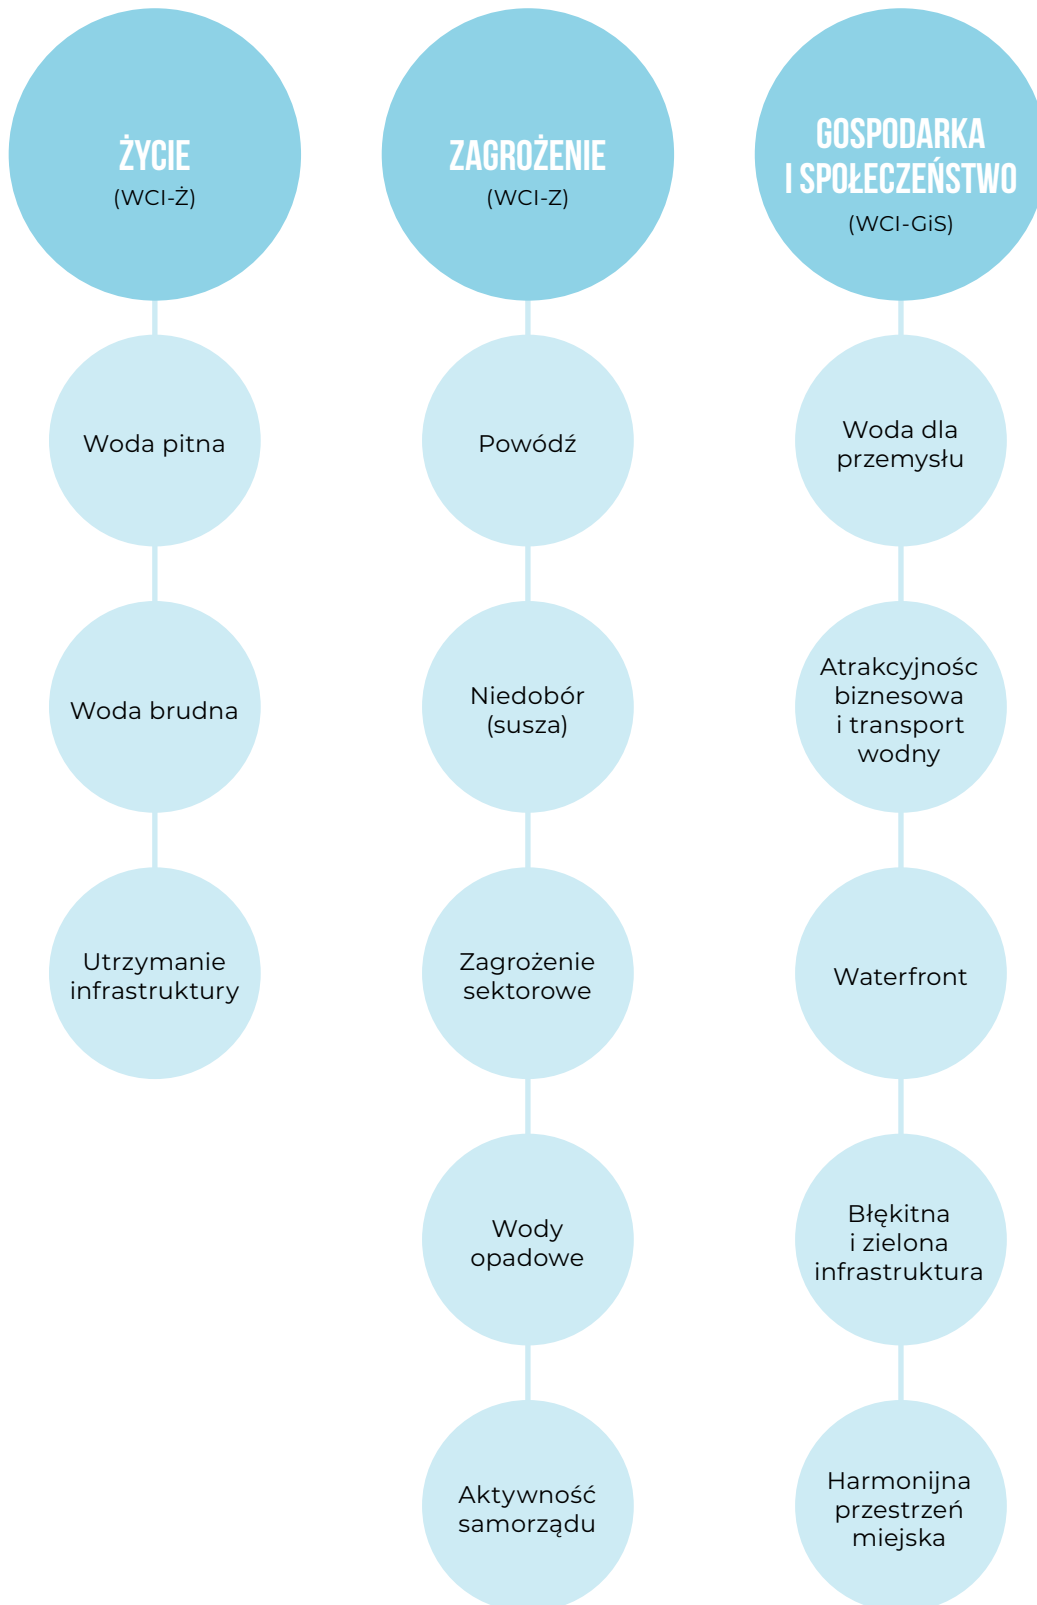 ŻYCIE
(WCI-Ż)
Woda pitna
Woda brudna
Utrzymanie
infrastruktury
ZAGROŻENIE
(WCI-Z)
Powódź
Niedobór
(susza)
Zagrożenie
sektorowe
Wody
opadowe
Aktywność
samorządu
GOSPODARKA
I SPOŁECZEŃSTWO
(WCI-GiS)
Woda dla
przemysłu
Atrakcyjnośc
biznesowa
i transport
wodny
Waterfront
Błękitna
i zielona
infrastruktura
Harmonijna
przestrzeń
miejska